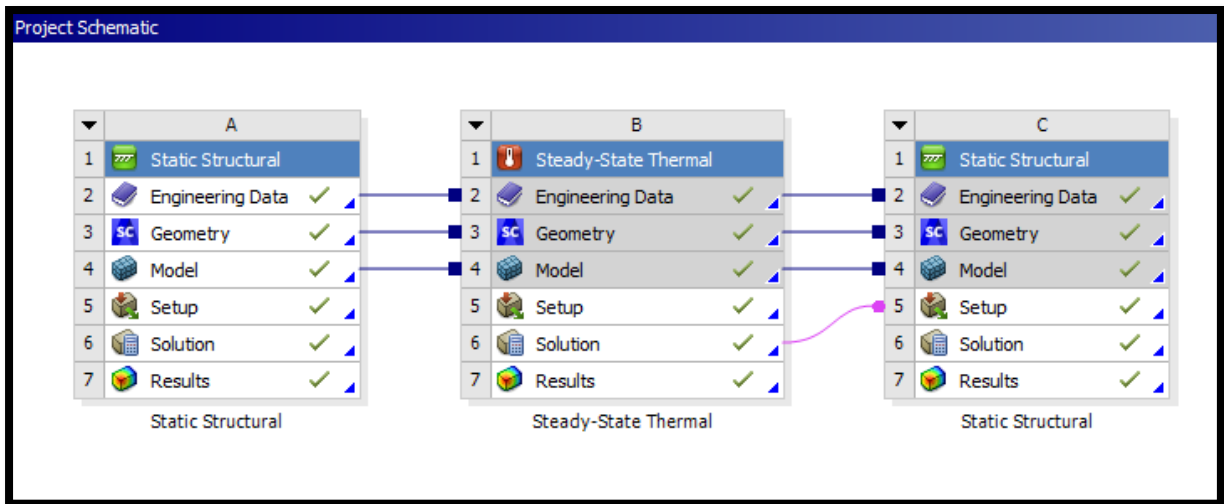 Project Schematic
A
1 Static Structural
2 Engineering Data
3 SC Geometry
4 Model
5 Setup
6 Solution
7 Results
Static Structural
B
1 Steady-State Thermal
2 Engineering Data
3 SC Geometry
4 Model
5 Setup
6 Solution
7 Results
Steady-State Thermal
C
1 Static Structural
2 Engineering Data
3 SC Geometry
4 Model
5 Setup
6 Solution
7 Results
Static Structural